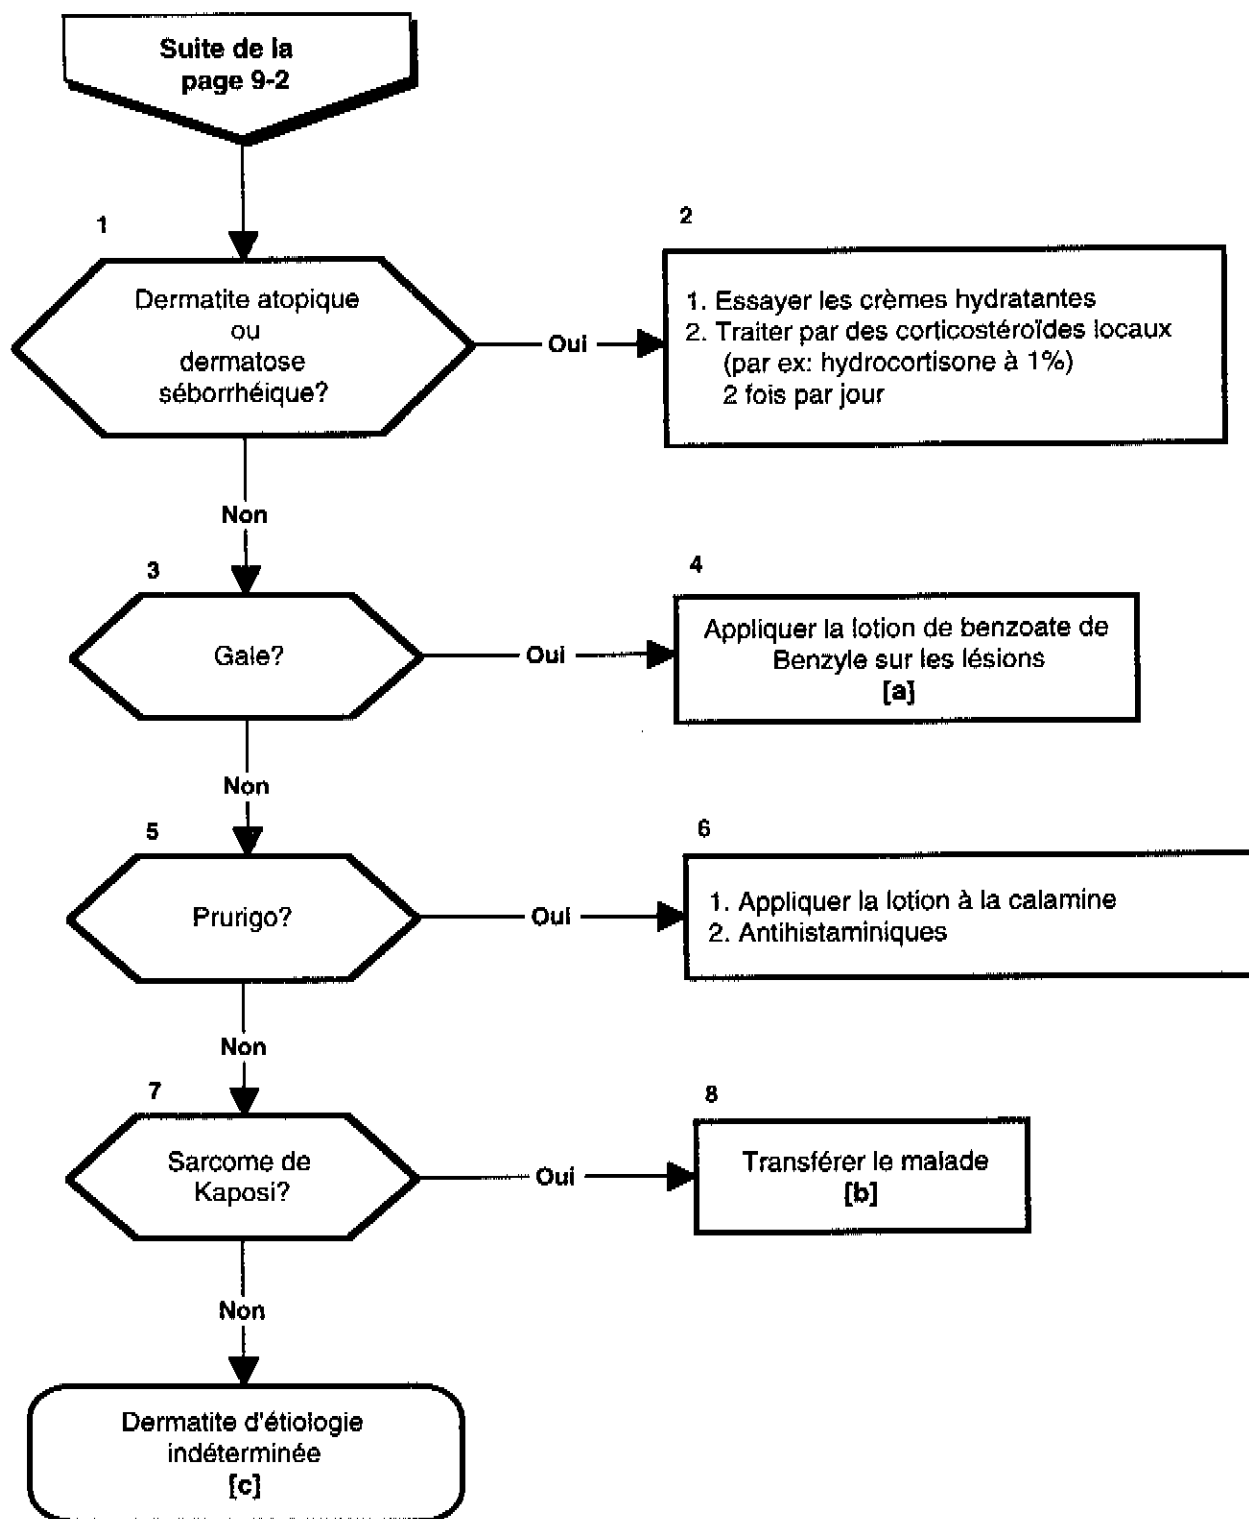 Suite de la
page 9-2
1
Dermatite atopique
ou
dermatose
séborrhéique?
Oui
2
1. Essayer les crèmes hydratantes
2. Traiter par des corticostéroïdes locaux
(par ex: hydrocortisone à 1%)
2 fois par jour
Non
3
Gale?
Oui
4
Appliquer la lotion de benzoate de
Benzyle sur les lésions
[a]
Non
5
Prurigo?
Oui
6
1. Appliquer la lotion à la calamine
2. Antihistaminiques
Non
7
Sarcome de
Kaposi?
Oui
8
Transférer le malade
[b]
Non
Dermatite d'étiologie
indéterminée
[c]